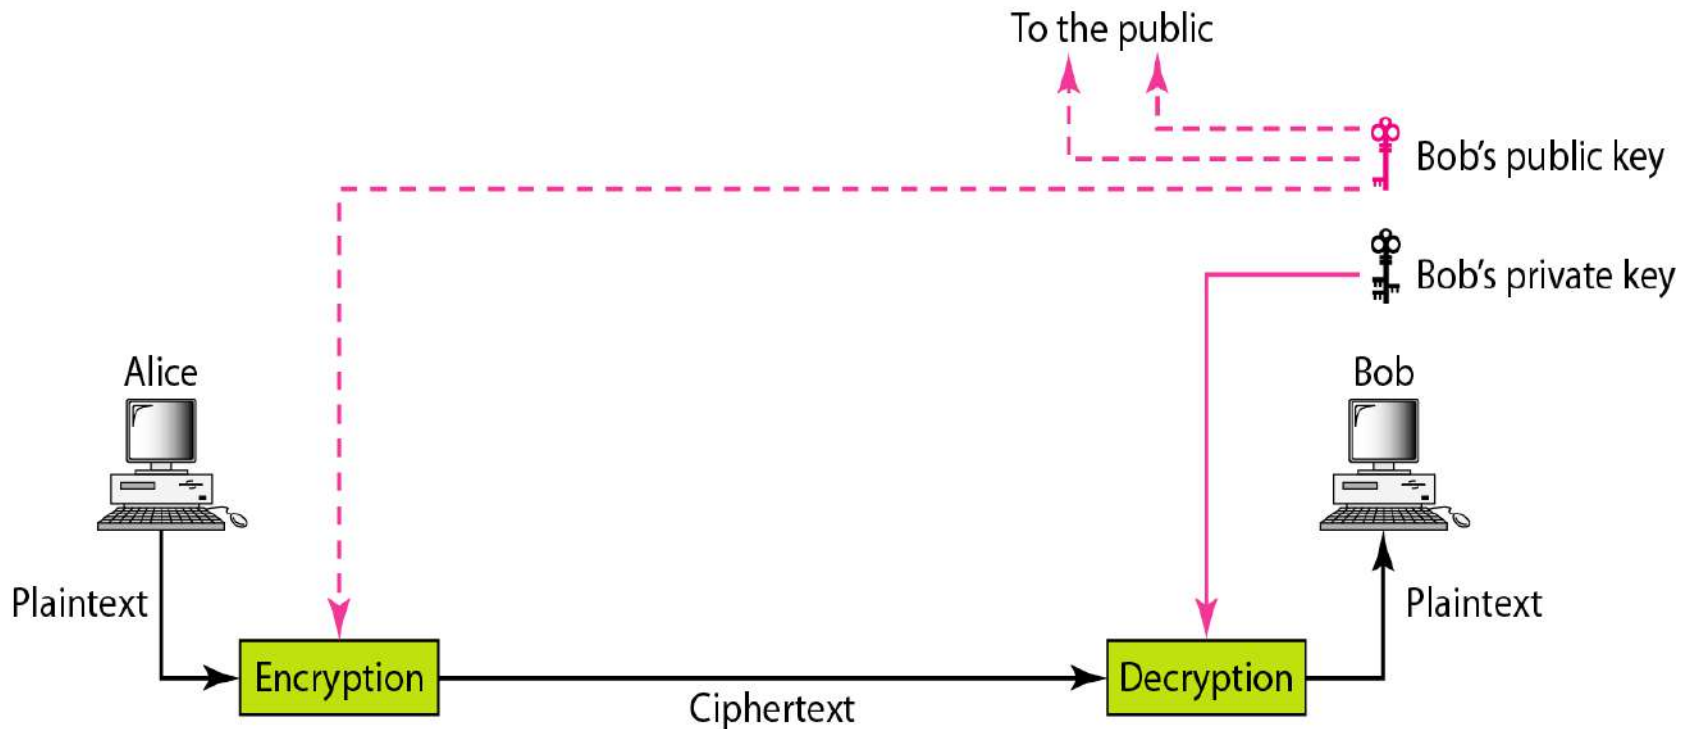 To the public
Bob's public key
Bob's private key
Alice
Bob
Plaintext
Plaintext
Encryption
Decryption
Ciphertext